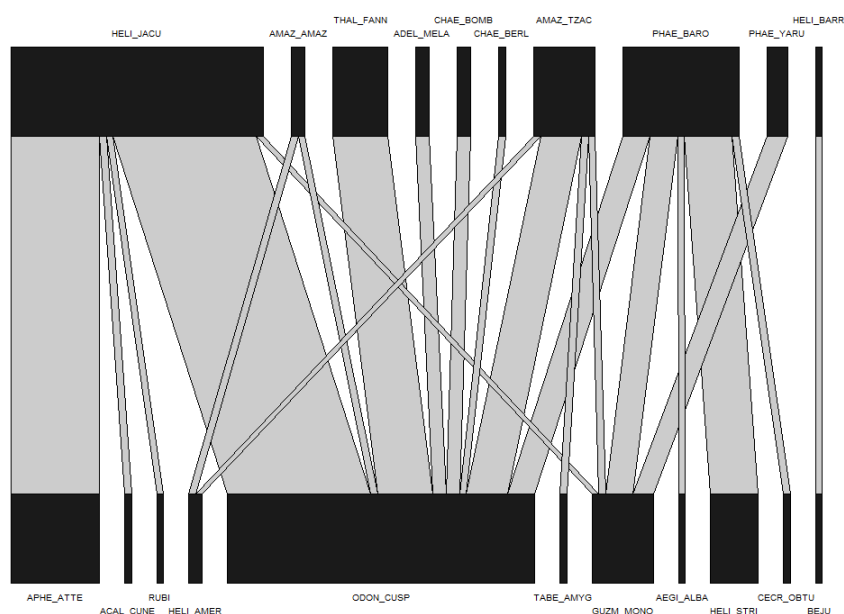 THAL_FANN CHAE_BOMB AMAZ_TZAC HELI_BARR
HELI_JACU AMAZ_AMAZ ADEL_MELA CHAE_BERL PHAE_BARO PHAE_YARU
APHE_ATTE RUBI ODON_CUSP TABE_AMYG AEGI_ALBA CECR_OBTU BEJU
ACAL_CUNE HELI_AMER GUZM_MONO HELI_STRI